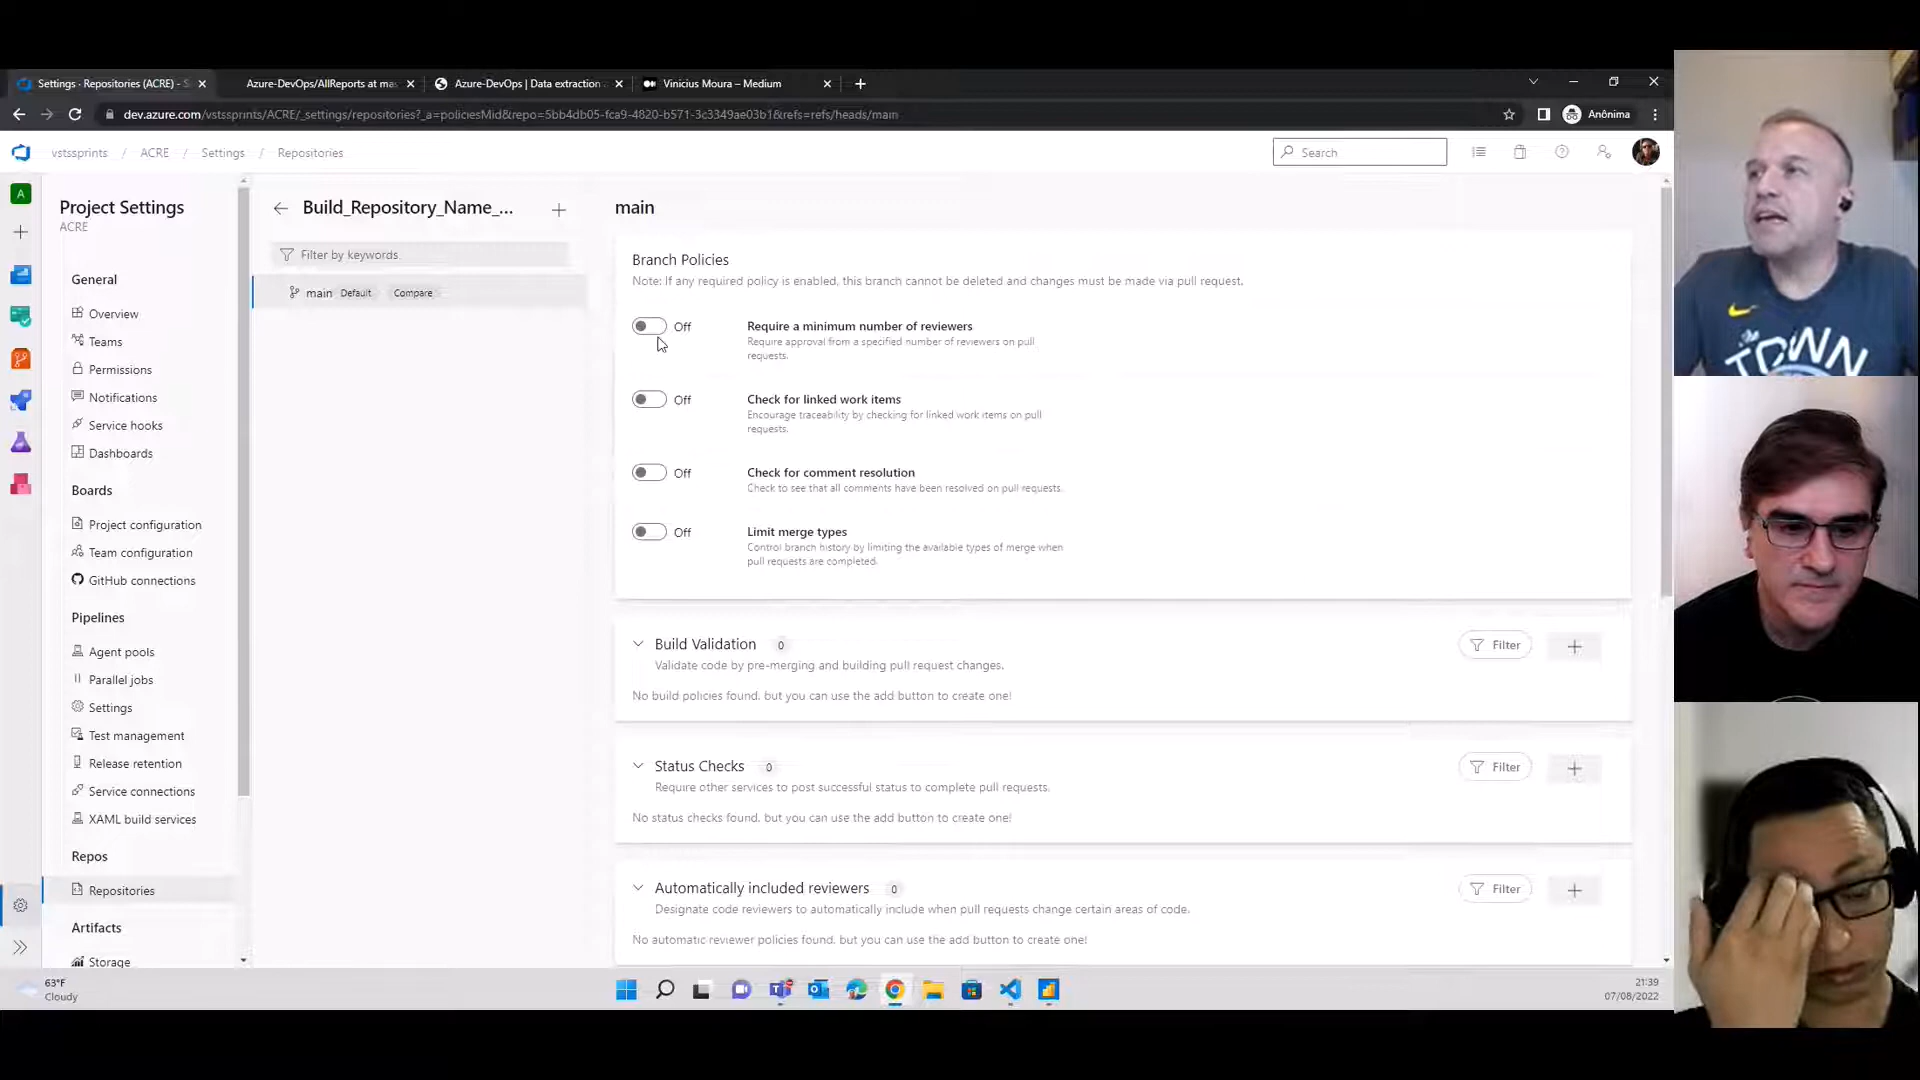 Settings · Repositories (ACRE) - S
Azure-DevOps/AllReports at mas
Azure-DevOps | Data extraction
Vinicius Moura – Medium
dev.azure.com/vstssprints/ACRE/_settings/repositories?_a=policiesMid&repo=5bb4db05-fca9-4820-b571-3c3349ae03b1&refs=refs/heads/main
Anônima
vstssprints / ACRE / Settings / Repositories
Search
A
Project Settings
ACRE
General
Overview
Teams
Permissions
Notifications
Service hooks
Dashboards
Boards
Project configuration
Team configuration
GitHub connections
Pipelines
Agent pools
Parallel jobs
Settings
Test management
Release retention
Service connections
XAML build services
Repos
Repositories
Artifacts
Storage
Build_Repository_Name_...
Filter by keywords
main Default Compare
main
Branch Policies
Note: If any required policy is enabled, this branch cannot be deleted and changes must be made via pull request.
Off
Require a minimum number of reviewers
Require approval from a specified number of reviewers on pull
requests.
Off
Check for linked work items
Encourage traceability by checking for linked work items on pull
requests.
Off
Check for comment resolution
Check to see that all comments have been resolved on pull requests.
Off
Limit merge types
Control branch history by limiting the available types of merge when
pull requests are completed.
Build Validation 0
Filter
Validate code by pre-merging and building pull request changes.
No build policies found, but you can use the add button to create one!
Status Checks 0
Filter
Require other services to post successful status to complete pull requests.
No status checks found, but you can use the add button to create one!
Automatically included reviewers 0
Filter
Designate code reviewers to automatically include when pull requests change certain areas of code.
No automatic reviewer policies found, but you can use the add button to create one!
63°F
Cloudy
21:39
07/08/2022
the
TOWN